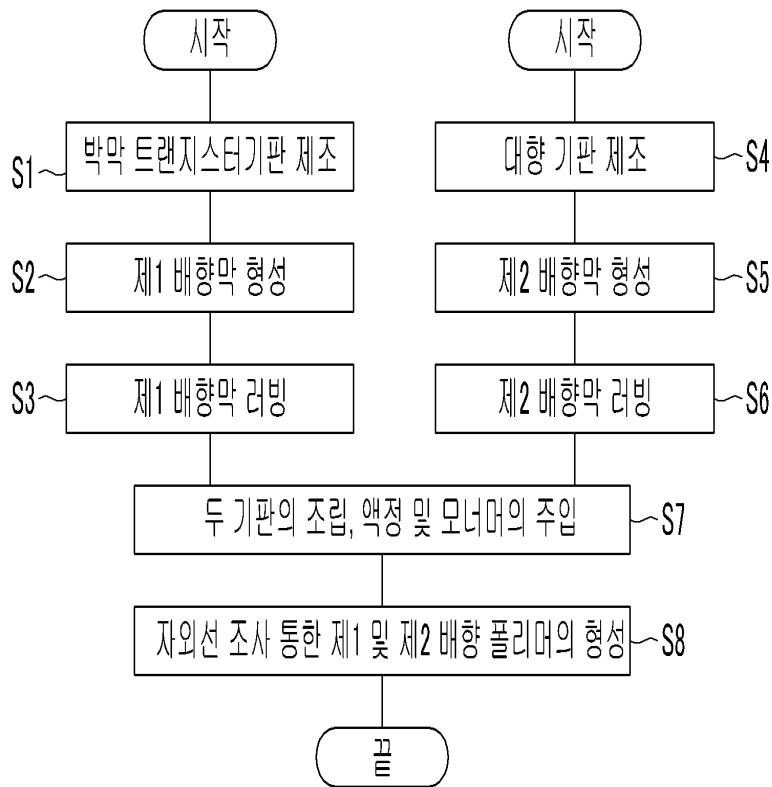 시작
시작
S1
박막 트랜지스터기판 제조
대향 기판 제조
S4
S2
제1 배향막 형성
제2 배향막 형성
S5
S3
제1 배향막 러빙
제2 배향막 러빙
S6
두 기판의 조립, 액정 및 모너머의 주입
S7
자외선 조사 통한 제1 및 제2 배향 폴리머의 형성
S8
끝